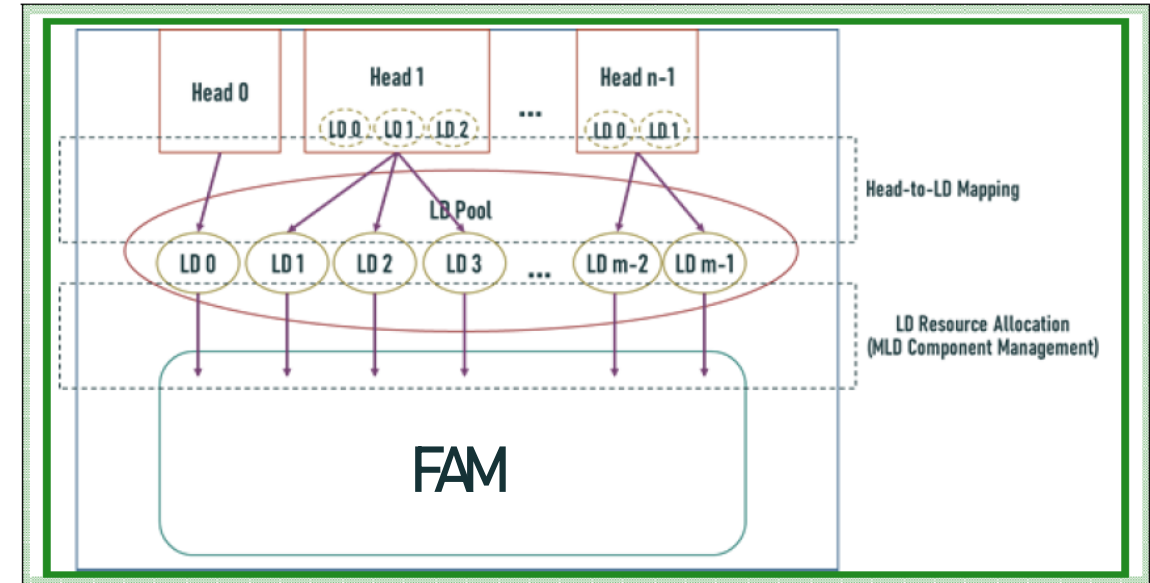 Head 0
Head 1
Head n-1
...
LD 0 LD 1 LD 2
LD 0 LD 1
Head-to-LD Mapping
LD Pool
LD 0 LD 1 LD 2 LD 3 ... LD m-2 LD m-1
LD Resource Allocation
(MLD Component Management)
FAM